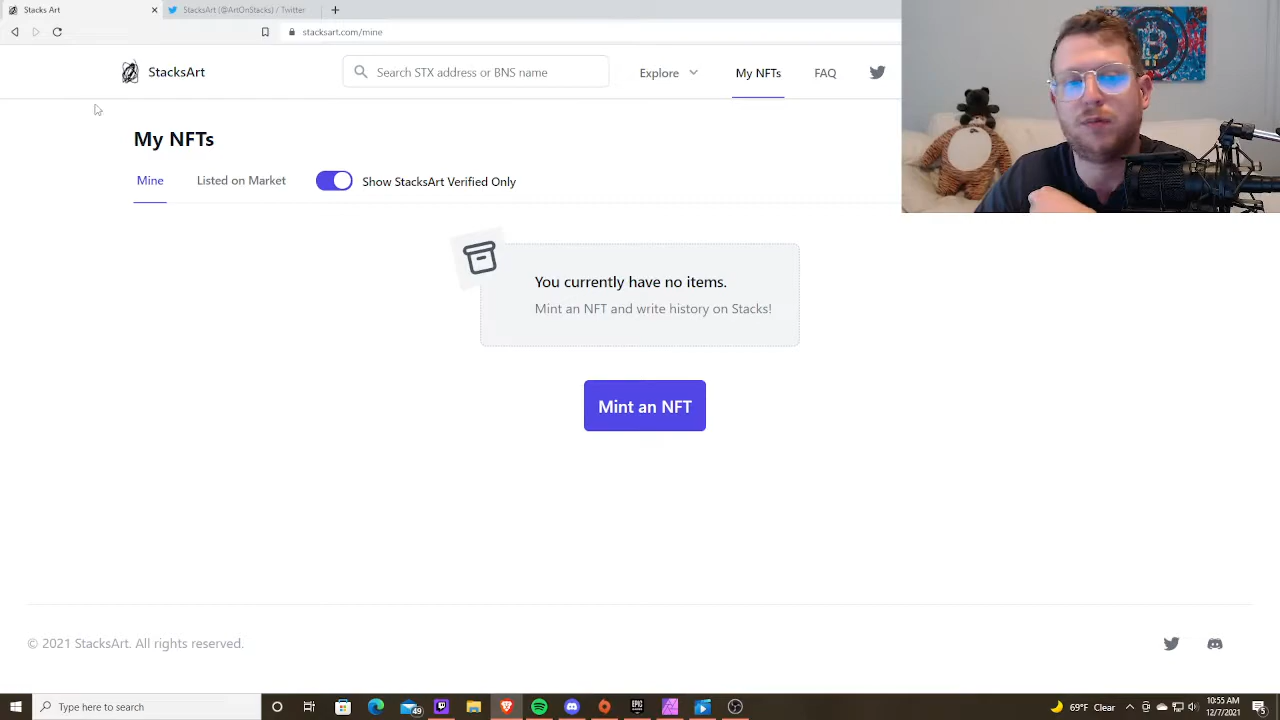 Stacks Art
StacksArt (@ArtOnStacks) / Twitter
stacksart.com/mine
StacksArt
Search STX address or BNS name
Explore
My NFTs
FAQ
My NFTs
Mine
Listed on Market
Show StacksArt Verified Only
You currently have no items.
Mint an NFT and write history on Stacks!
Mint an NFT
© 2021 StacksArt. All rights reserved.
Type here to search
49
EPIC
69°F Clear
10:55 AM
12/7/2021